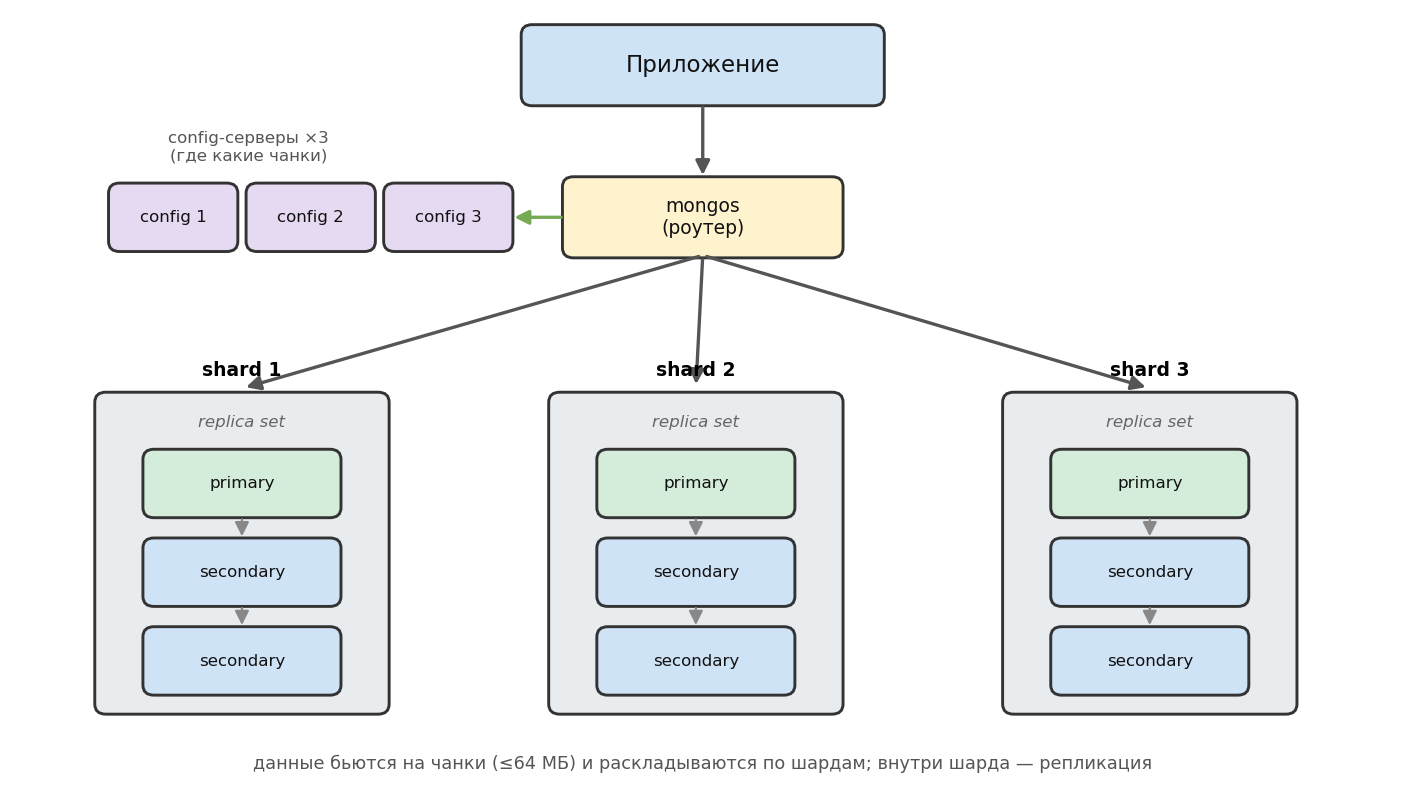 Приложение
config-серверы ×3
(где какие чанки)
config 1
config 2
config 3
mongos
(роутер)
shard 1
shard 2
shard 3
replica set
replica set
replica set
primary
primary
primary
secondary
secondary
secondary
secondary
secondary
secondary
данные бьются на чанки (≤64 МБ) и раскладываются по шардам; внутри шарда — репликация